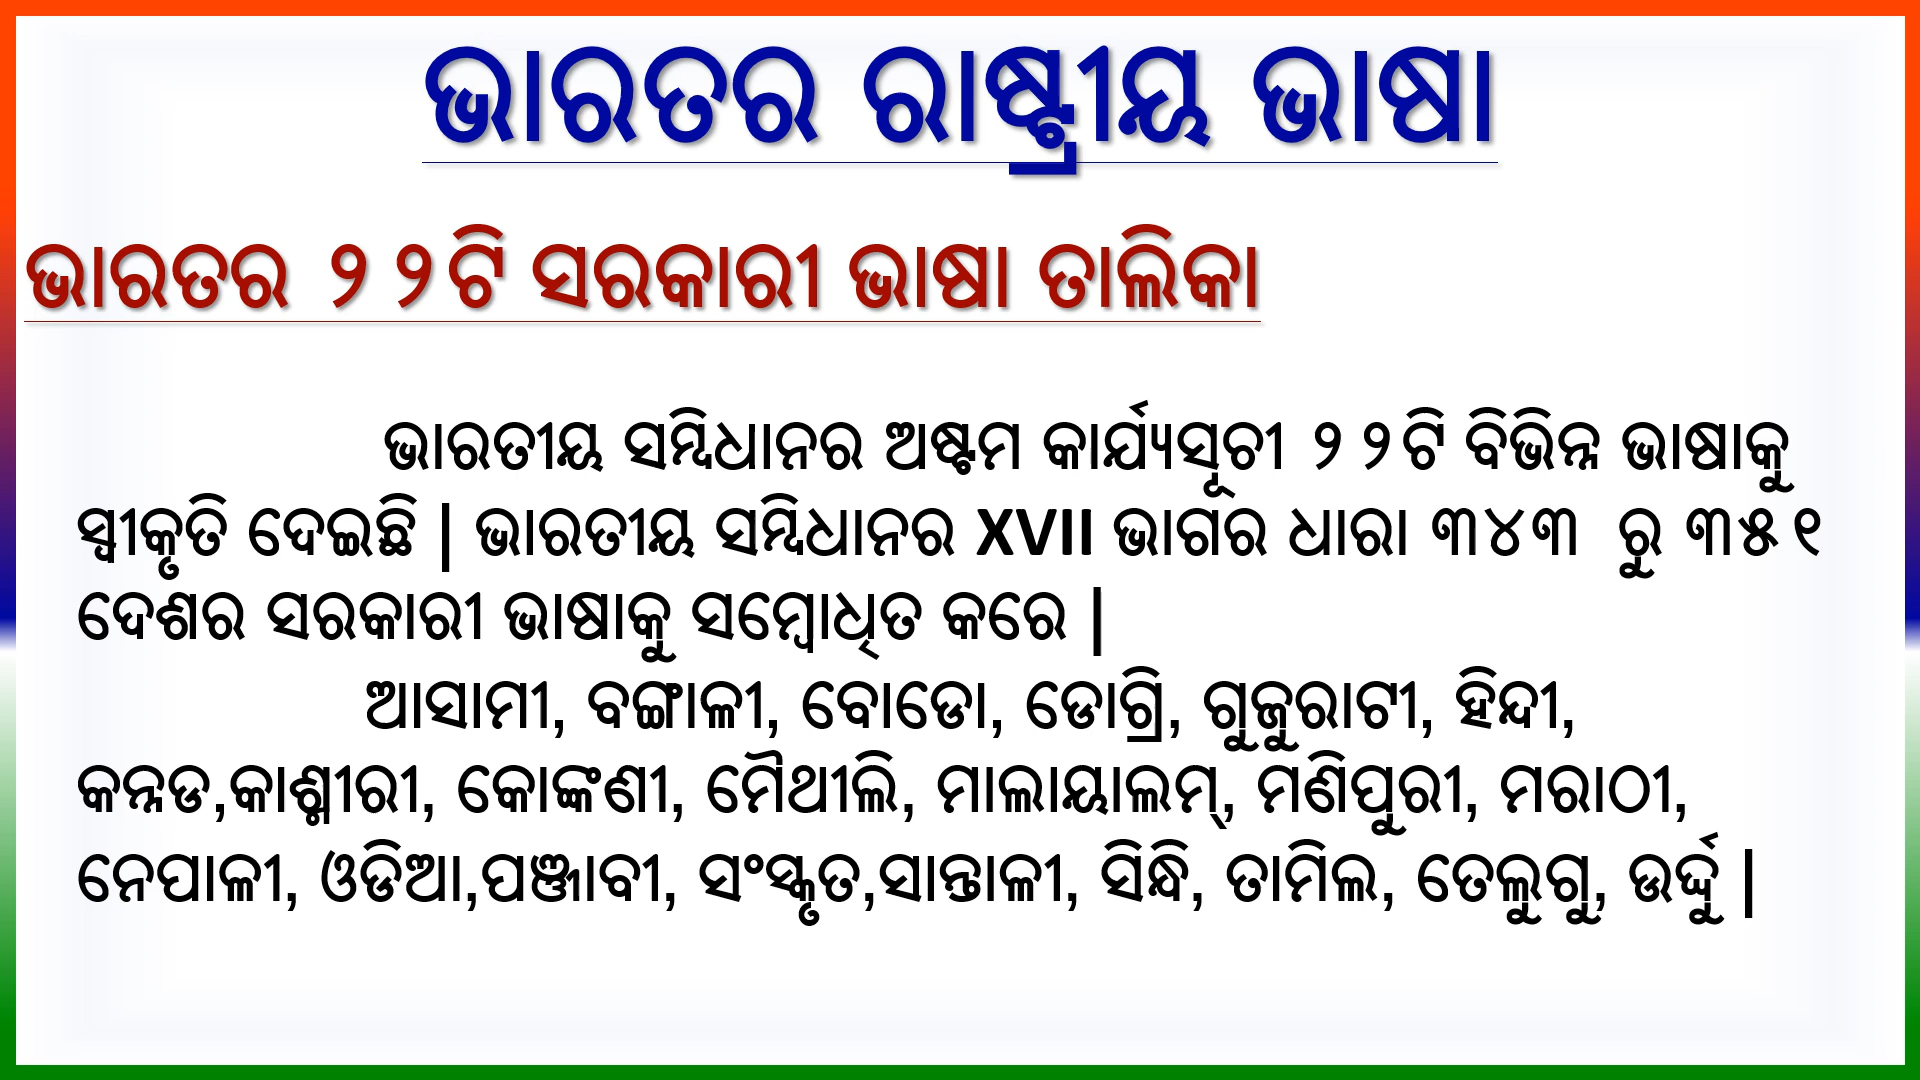 ଭାରତର ରାଷ୍ଟ୍ରୀୟ ଭାଷା
ଭାରତର ୨୨ଟି ସରକାରୀ ଭାଷା ତାଲିକା
ଭାରତୀୟ ସମ୍ବିଧାନର ଅଷ୍ଟମ କାର୍ଯ୍ୟସୂଚୀ ୨୨ଟି ବିଭିନ୍ନ ଭାଷାକୁ
ସ୍ୱୀକୃତି ଦେଇଛି | ଭାରତୀୟ ସମ୍ବିଧାନର XVII ଭାଗର ଧାରା ୩୪୩ ରୁ ୩୫୧
ଦେଶର ସରକାରୀ ଭାଷାକୁ ସମ୍ବୋଧିତ କରେ |
ଆସାମୀ, ବଙ୍ଗାଳୀ, ବୋଡୋ, ଡୋଗ୍ରି, ଗୁଜୁରାଟୀ, ହିନ୍ଦୀ,
କନ୍ନଡ,କାଶ୍ମୀରୀ, କୋଙ୍କଣୀ, ମୈଥୀଲି, ମାଲାୟାଲମ୍, ମଣିପୁରୀ, ମରାଠୀ,
ନେପାଳୀ, ଓଡିଆ,ପଞ୍ଜାବୀ, ସଂସ୍କୃତ,ସାନ୍ତାଳୀ, ସିନ୍ଧି, ତାମିଲ, ତେଲୁଗୁ, ଉର୍ଦ୍ଦୁ |